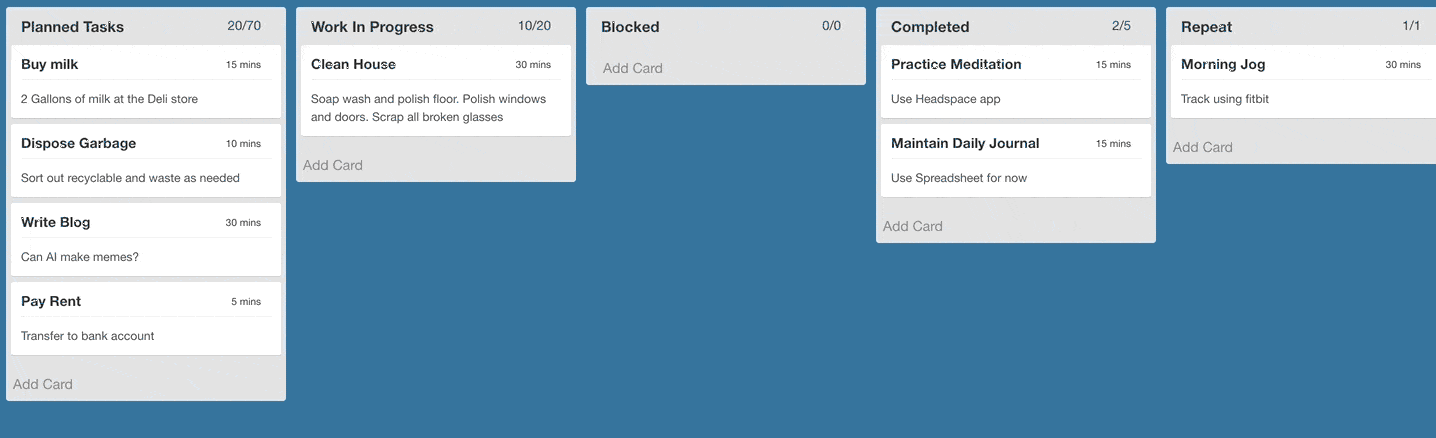 Planned Tasks 20/70
Buy milk 15 mins
2 Gallons of milk at the Deli store
Dispose Garbage 10 mins
Sort out recyclable and waste as needed
Write Blog 30 mins
Can AI make memes?
Pay Rent 5 mins
Transfer to bank account
Add Card
Work In Progress 10/20
Clean House 30 mins
Soap wash and polish floor. Polish windows
and doors. Scrap all broken glasses
Add Card
Blocked 0/0
Add Card
Completed 2/5
Practice Meditation 15 mins
Use Headspace app
Maintain Daily Journal 15 mins
Use Spreadsheet for now
Add Card
Repeat 1/1
Morning Jog 30 mins
Track using fitbit
Add Card